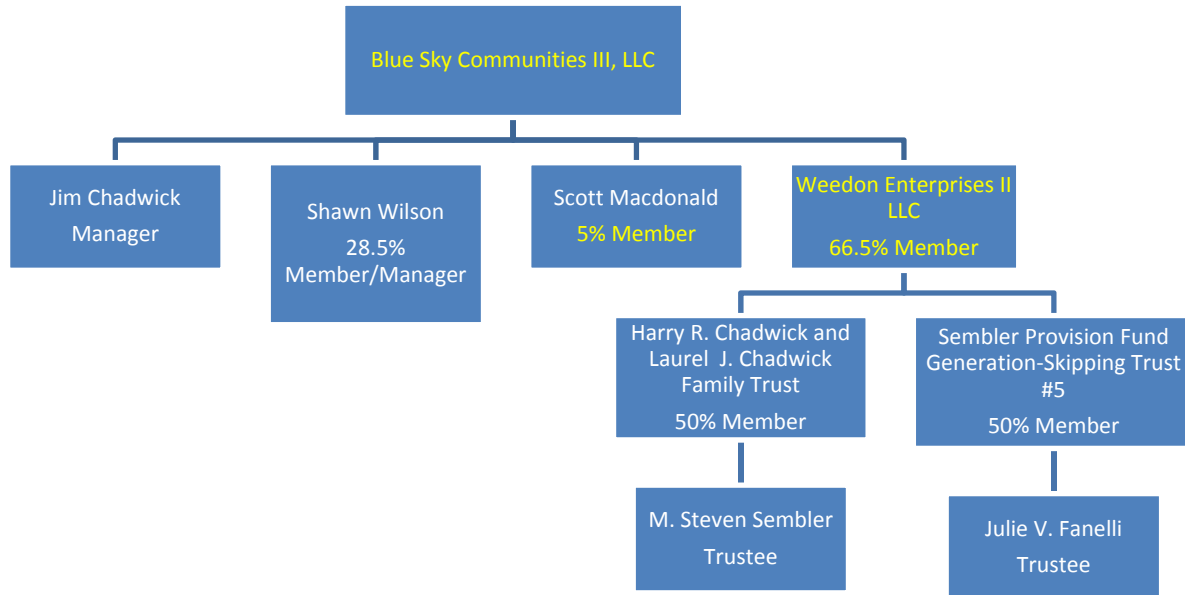 Blue Sky Communities III, LLC
Jim Chadwick
Manager
Shawn Wilson
28.5%
Member/Manager
Scott Macdonald
5% Member
Weedon Enterprises II
LLC
66.5% Member
Harry R. Chadwick and
Laurel J. Chadwick
Family Trust
50% Member
Sembler Provision Fund
Generation-Skipping Trust
#5
50% Member
M. Steven Sembler
Trustee
Julie V. Fanelli
Trustee